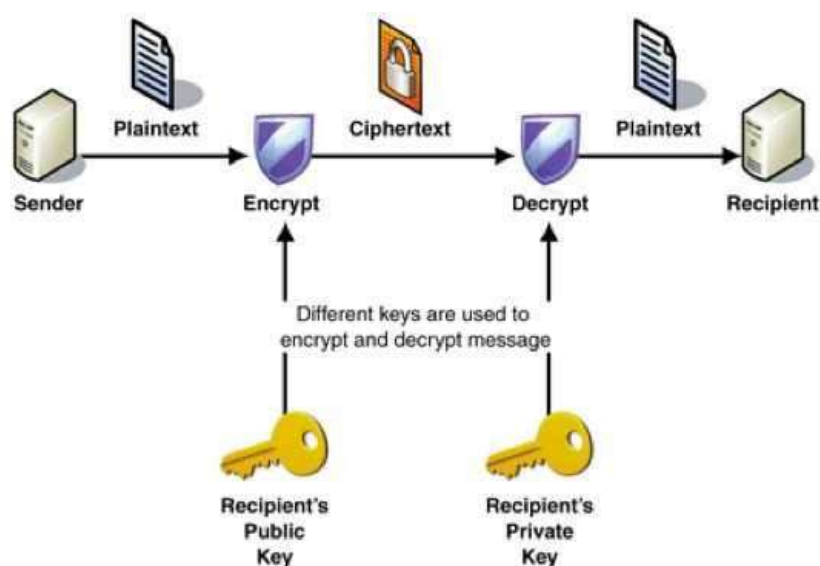 Plaintext
Ciphertext
Plaintext
Sender
Encrypt
Decrypt
Recipient
Different keys are used to
encrypt and decrypt message
Recipient's
Public
Key
Recipient's
Private
Key